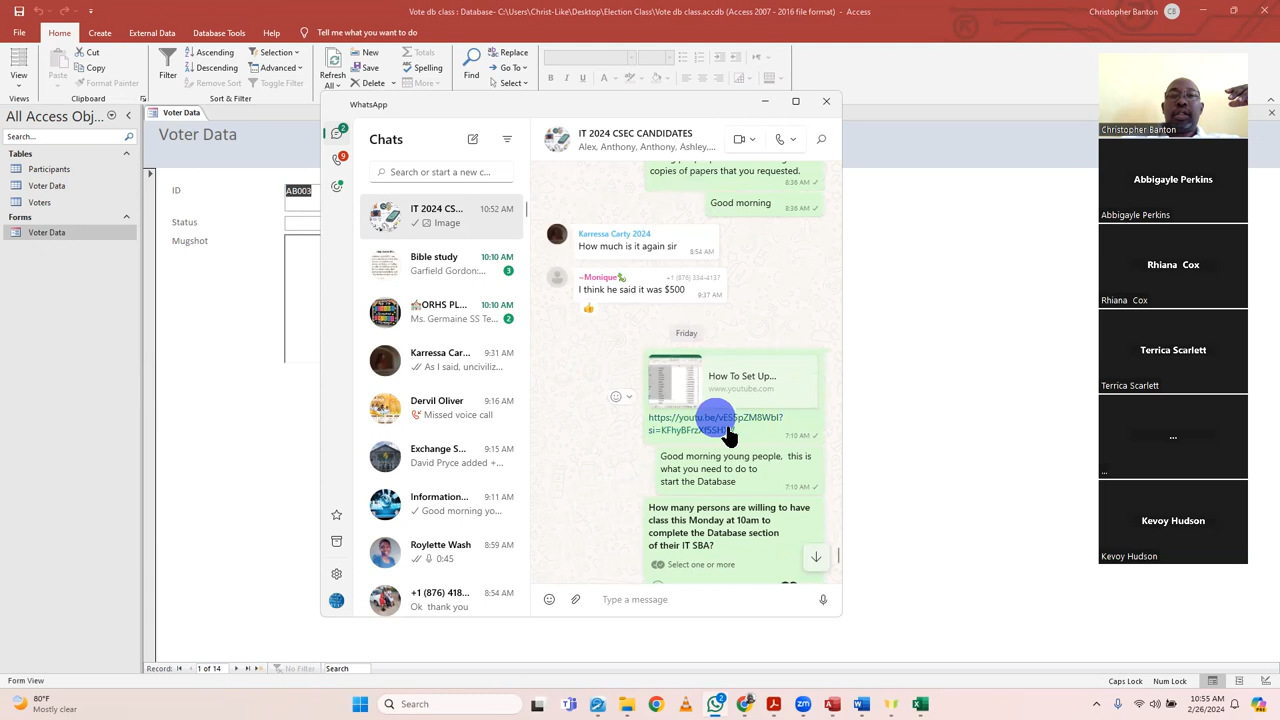 Vote db class- Database- C:\Users\Christ-Like\Desktop\Election Class\Vote db class.accdb (Access 2007 - 2016 file format) - Access
Christopher Banton
CB
File
Home
Create
External Data
Database Tools
Help
Tell me what you want to do
View
Views
Paste
Cut
Copy
Format Painter
Clipboard
Filter
Ascending
Descending
Remove Sort
Selection
Advanced
Toggle Filter
Sort & Filter
Refresh
All
New
Save
Delete
Totals
Spelling
More
Find
Replace
Go To
Select
All Access Obj...
Search...
Tables
Participants
Voter Data
Voters
Forms
Voter Data
Voter Data
Voter Data
ID
AB003
Status
Mugshot
WhatsApp
2
9
Chats
Search or start a new c...
IT 2024 CS...
10:52 AM
Image
Bible study
10:10 AM
Garfield Gordon:...
3
ORHS PL...
10:10 AM
Ms. Germaine SS Te...
2
Karressa Car...
9:31 AM
As I said, unciviliz...
Dervil Oliver
9:16 AM
Missed voice call
Exchange S...
9:15 AM
David Pryce added +...
Information...
9:11 AM
Good morning yo...
Roylette Wash
8:59 AM
0:45
+1 (876) 418...
8:54 AM
Ok thank you
IT 2024 CSEC CANDIDATES
Alex, Anthony, Anthony, Ashley,...
copies of papers that you requested.
8:36 AM
Good morning
8:36 AM
Karressa Carty 2024
How much is it again sir
8:54 AM
~Monique
+1 (876) 334-4137
I think he said it was $500
9:37 AM
Friday
How To Set Up...
www.youtube.com
7:10 AM
Good morning young people, this is
what you need to do to
start the Database
7:10 AM
How many persons are willing to have
class this Monday at 10am to
complete the Database section
of their IT SBA?
Select one or more
Type a message
Christopher Banton
Abbigayle Perkins
Abbigayle Perkins
Rhiana Cox
Rhiana Cox
Terrica Scarlett
Terrica Scarlett
...
...
Kevoy Hudson
Kevoy Hudson
Record:
1 of 14
No Filter
Search
Form View
Caps Lock
Num Lock
80°F
Mostly clear
Search
2
10:55 AM
2/26/2024